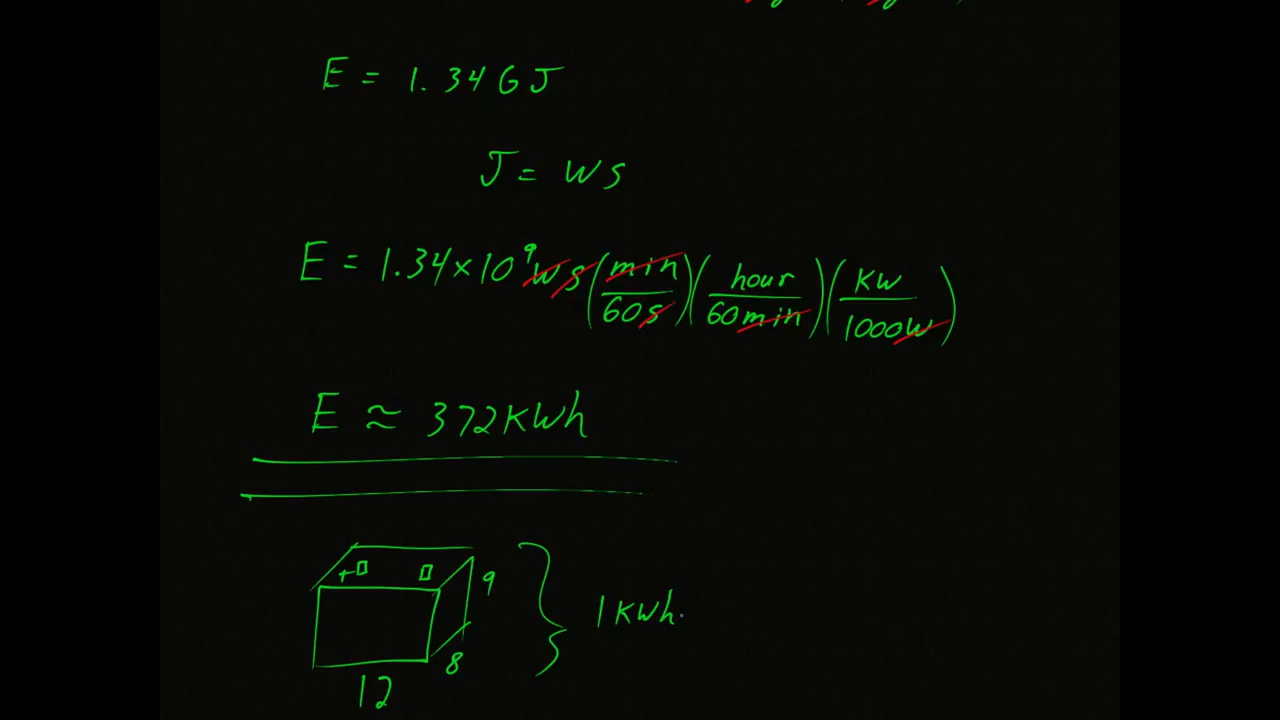 E = 1.34 GJ
J = WS
E = 1.34 × 10⁹ WS (min/60s) (hour/60min) (KW/1000W)
E ≈ 372 KWh
+
9
1 KWh.
8
12